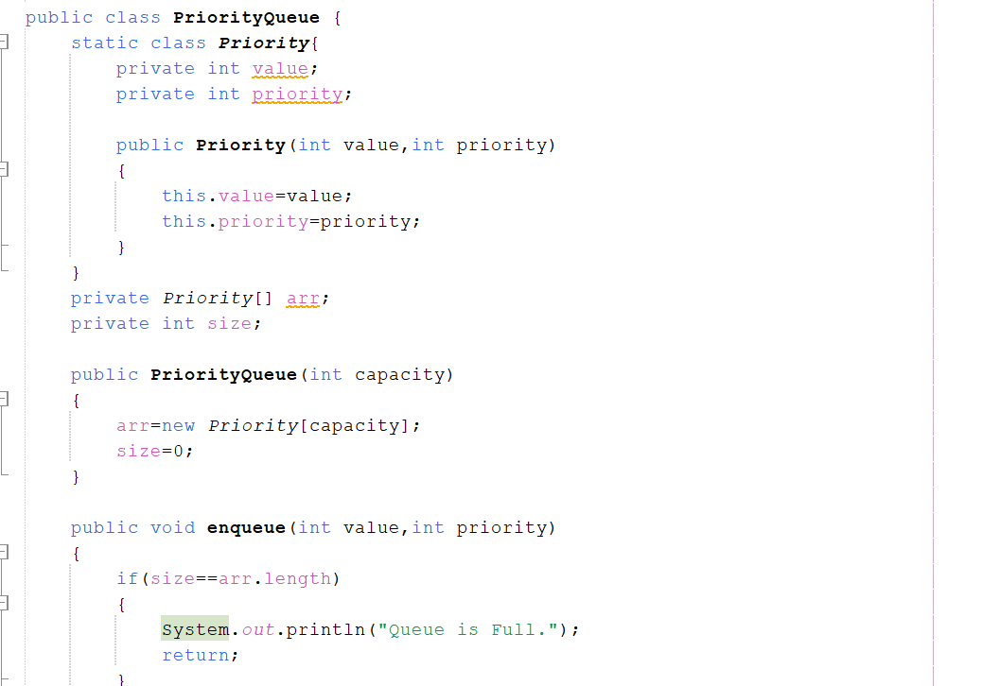 public class PriorityQueue {
static class Priority{
private int value;
private int priority;
public Priority(int value,int priority)
{
this.value=value;
this.priority=priority;
}
}
private Priority[] arr;
private int size;
public PriorityQueue(int capacity)
{
arr=new Priority[capacity];
size=0;
}
public void enqueue(int value,int priority)
{
if(size==arr.length)
{
System.out.println("Queue is Full.");
return;
}